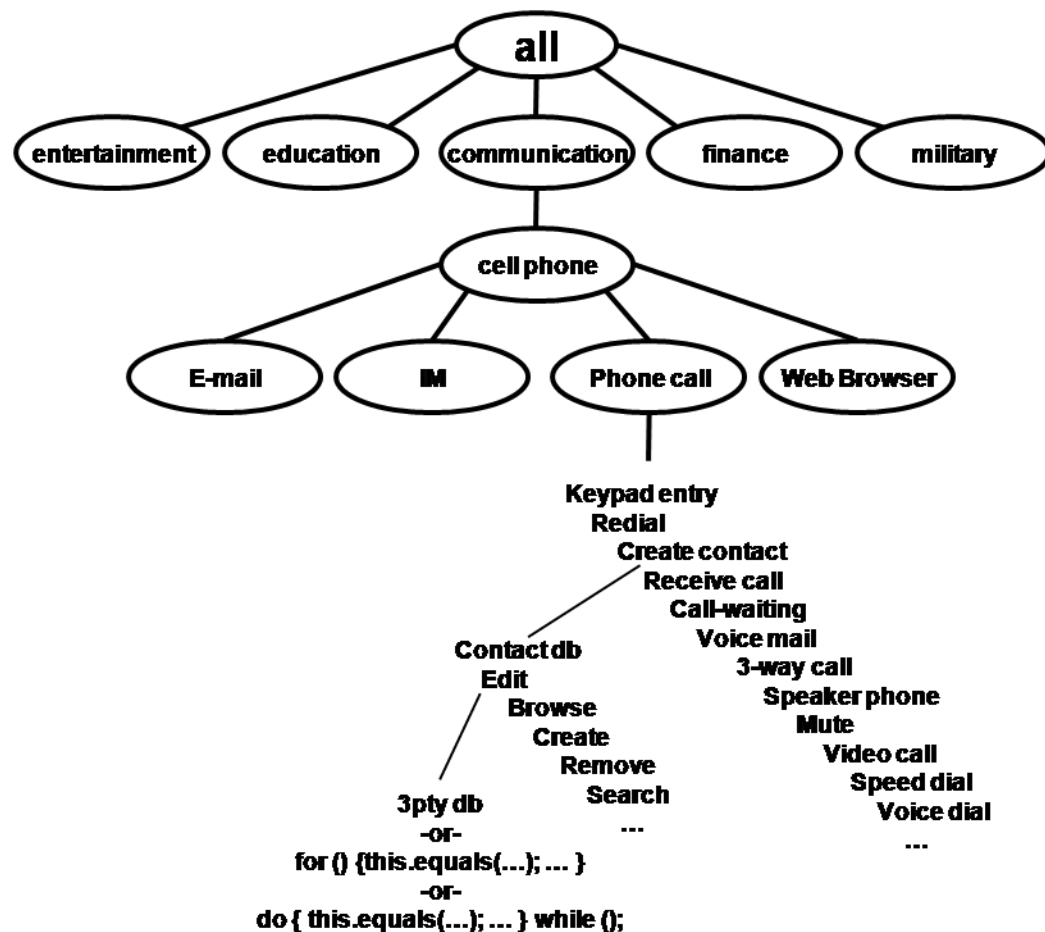 all
entertainment
education
communication
finance
military
cell phone
E-mail
IM
Phone call
Web Browser
Keypad entry
Redial
Create contact
Receive call
Call-waiting
Voice mail
3-way call
Speaker phone
Mute
Video call
Speed dial
Voice dial
...
Contact db
Edit
Browse
Create
Remove
Search
...
3pty db
-or-
for () {this.equals(...); ... }
-or-
do { this.equals(...); ... } while ();